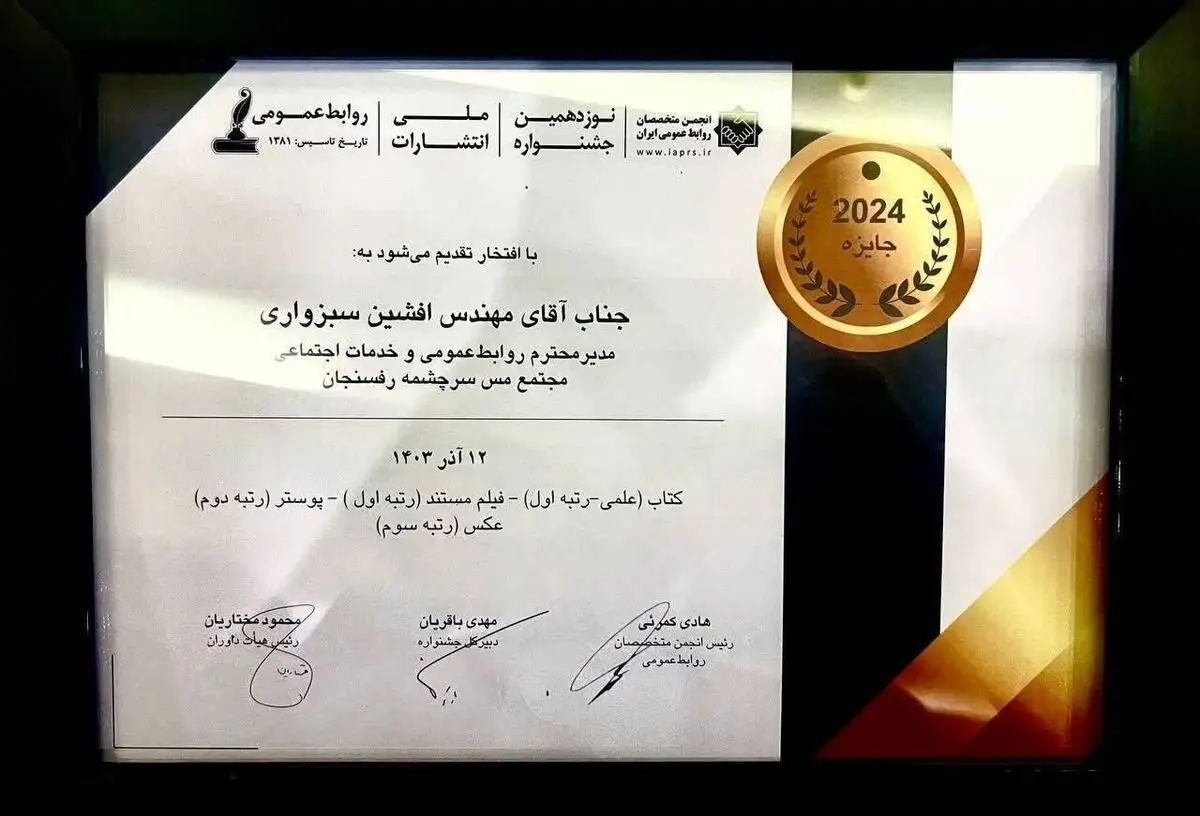 انجمن متخصصان
روابط عمومی ایران
www.iaprs.ir
نوزدهمین
جشنواره
ملی
انتشارات
روابط‌عمومی
تاریخ تاسیس: ۱۳۸۱
2024
جایزه
با افتخار تقدیم می‌شود به:
جناب آقای مهندس افشین سبزواری
مدیرمحترم روابط‌عمومی و خدمات اجتماعی
مجتمع مس سرچشمه رفسنجان
۱۲ آذر ۱۴۰۳
کتاب (علمی-رتبه اول) - فیلم مستند (رتبه اول ) - پوستر (رتبه دوم)
عکس (رتبه سوم)
هادی کمرئی
رئیس انجمن متخصصان
روابط‌عمومی
مهدی باقریان
دبیرکل جشنواره
محمود مختاریان
رئیس هیأت داوران